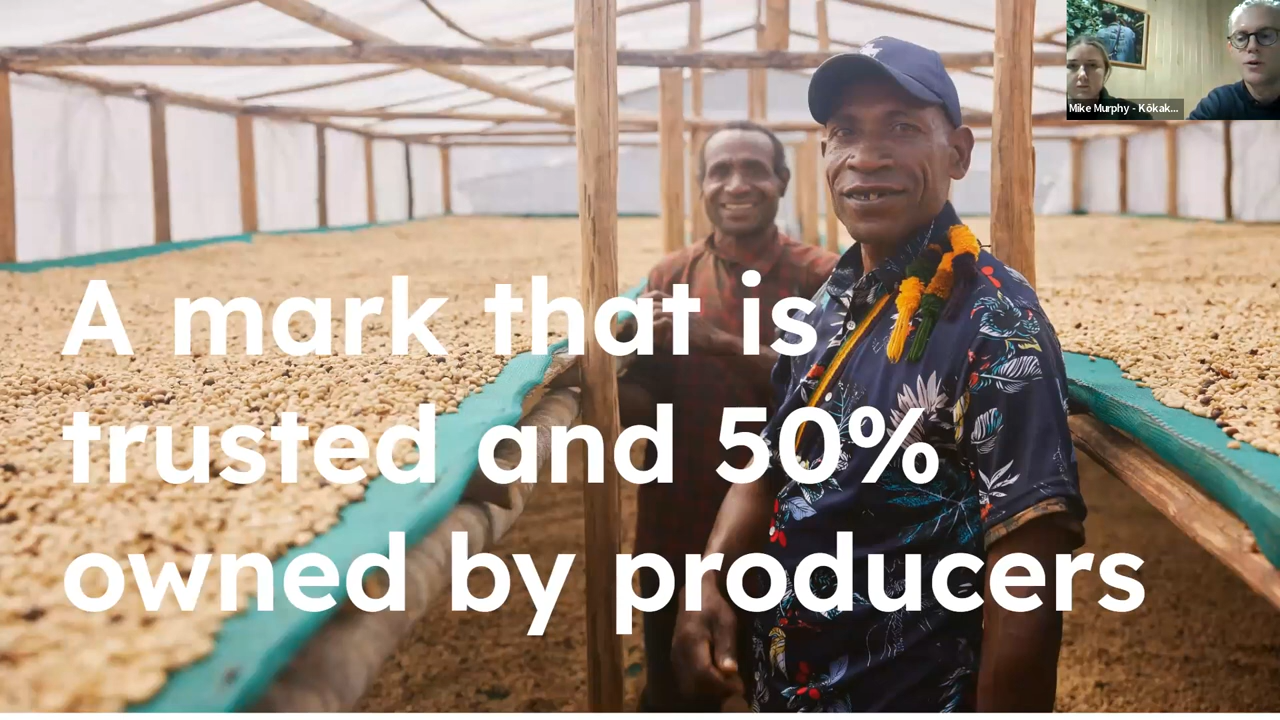 Mike Murphy - Kōkak...
A mark that is
trusted and 50%
owned by producers